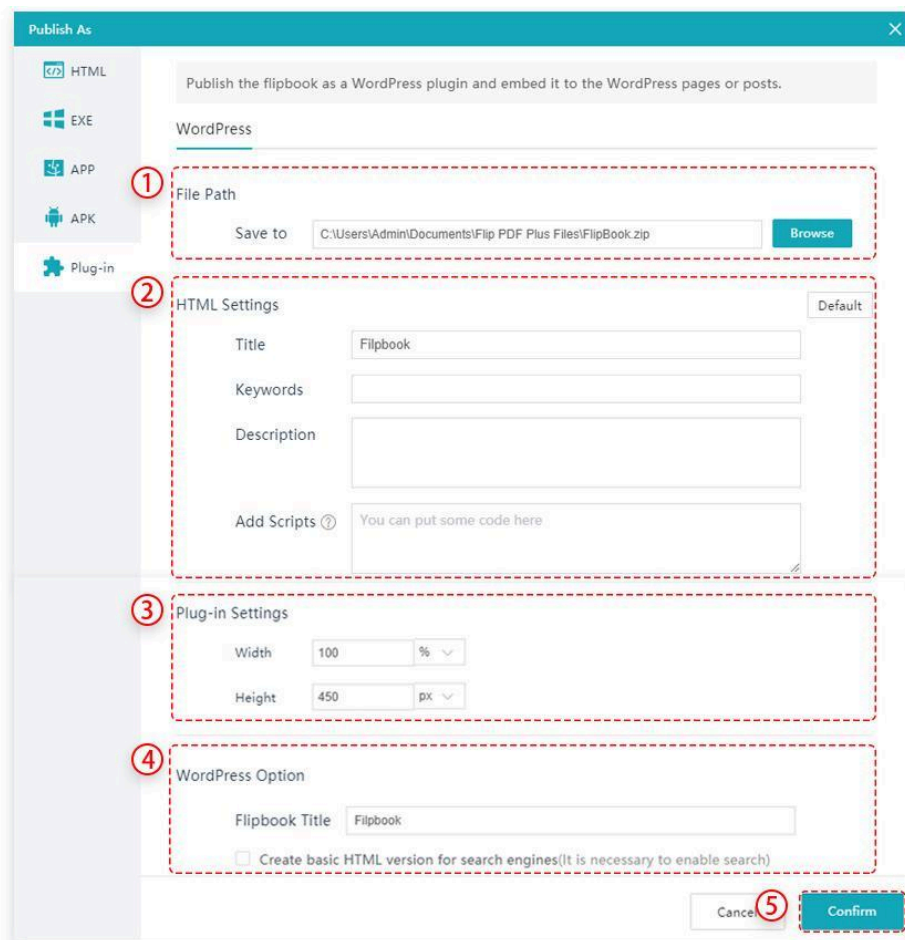 Publish As
HTML
EXE
APP
APK
Plug-in
Publish the flipbook as a WordPress plugin and embed it to the WordPress pages or posts.
WordPress
1
File Path
Save to C:\Users\Admin\Documents\Flip PDF Plus Files\FlipBook.zip Browse
2
HTML Settings Default
Title Filpbook
Keywords
Description
Add Scripts ? You can put some code here
3
Plug-in Settings
Width 100 %
Height 450 px
4
WordPress Option
Flipbook Title Filpbook
Create basic HTML version for search engines(It is necessary to enable search)
Cancel 5 Confirm